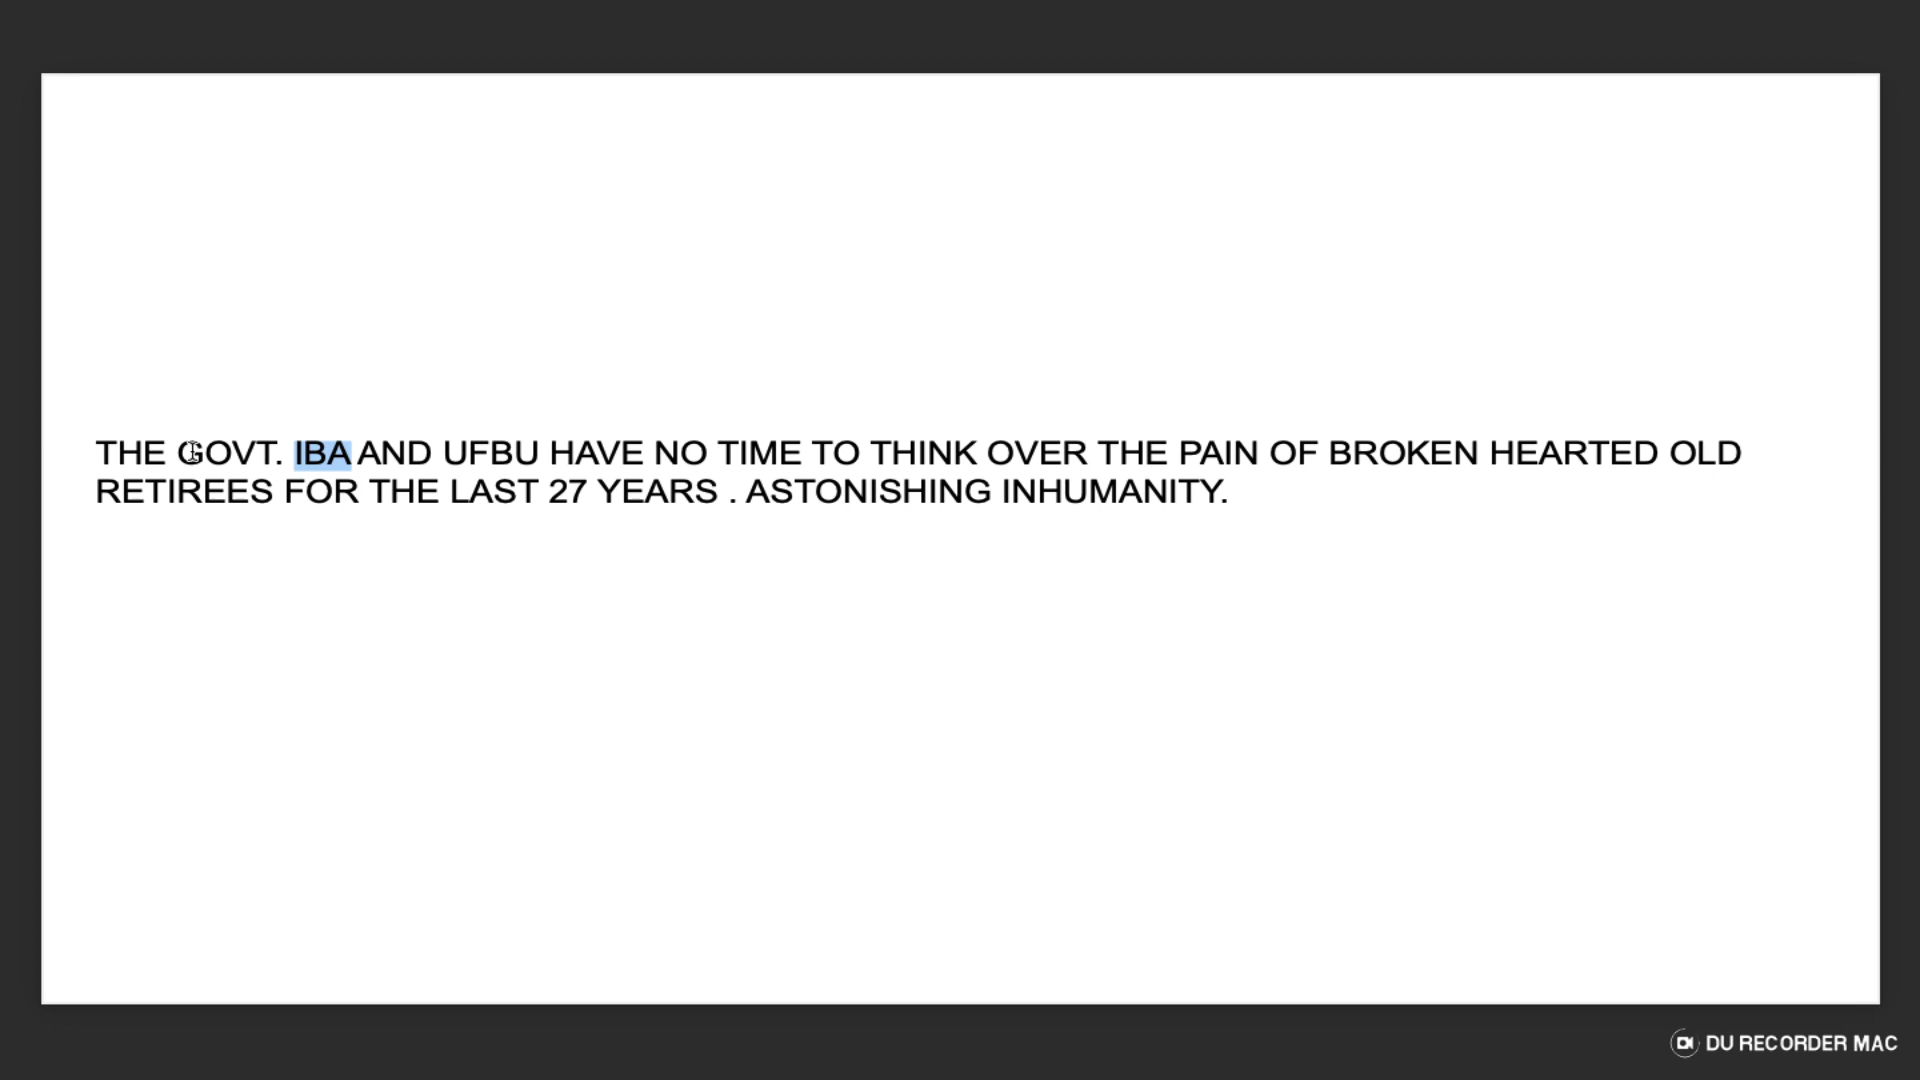 THE GOVT. IBA AND UFBU HAVE NO TIME TO THINK OVER THE PAIN OF BROKEN HEARTED OLD
RETIREES FOR THE LAST 27 YEARS . ASTONISHING INHUMANITY.
DU RECORDER MAC